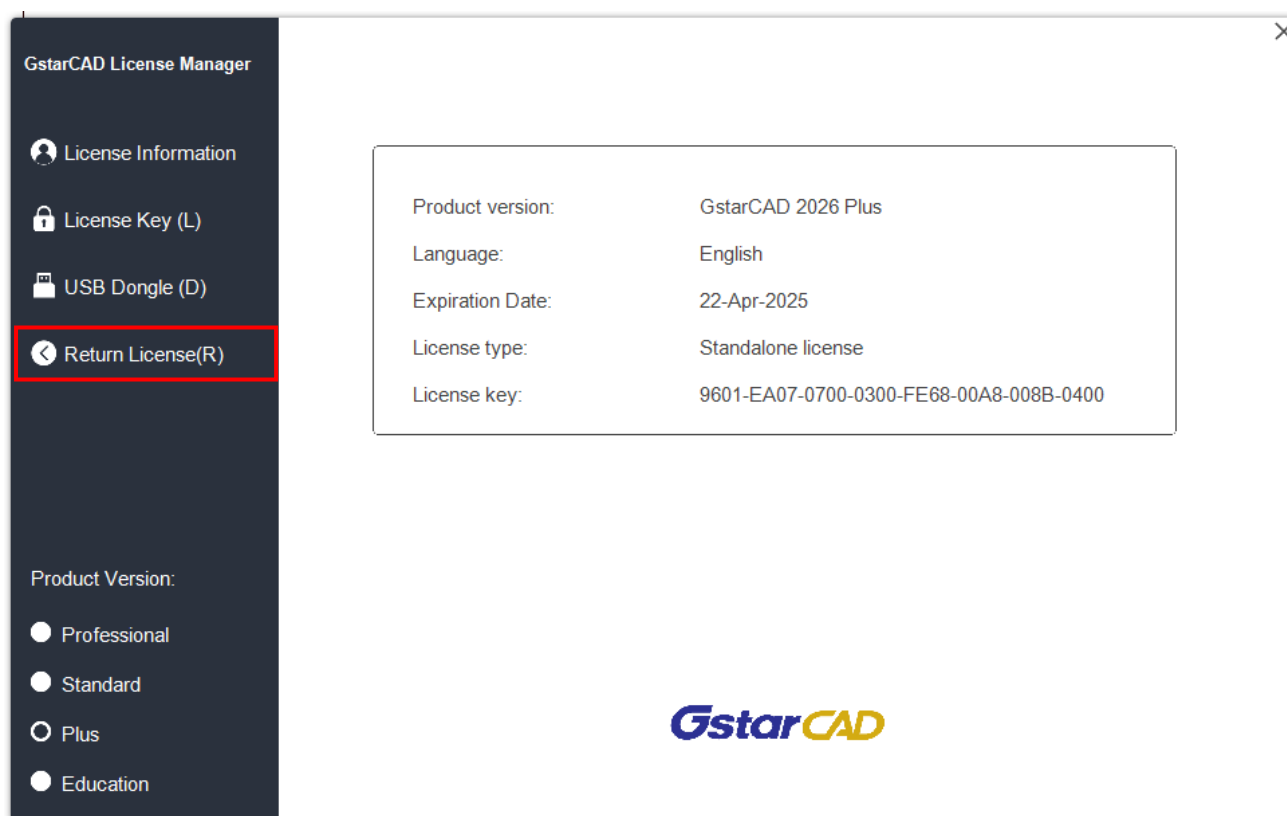 GstarCAD License Manager
License Information
License Key (L)
USB Dongle (D)
Return License(R)
Product version: GstarCAD 2026 Plus
Language: English
Expiration Date: 22-Apr-2025
License type: Standalone license
License key: 9601-EA07-0700-0300-FE68-00A8-008B-0400
Product Version:
Professional
Standard
Plus
Education
GstarCAD